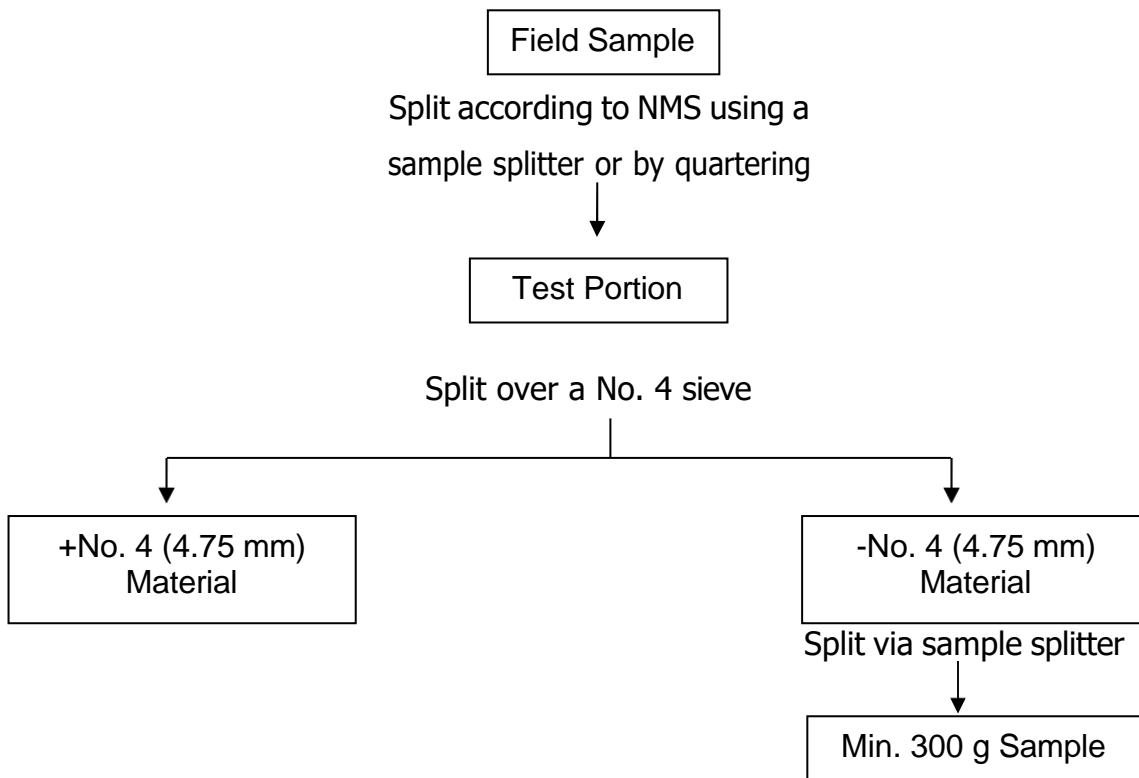 Field Sample
Split according to NMS using a
sample splitter or by quartering
Test Portion
Split over a No. 4 sieve
+No. 4 (4.75 mm)
Material
-No. 4 (4.75 mm)
Material
Split via sample splitter
Min. 300 g Sample